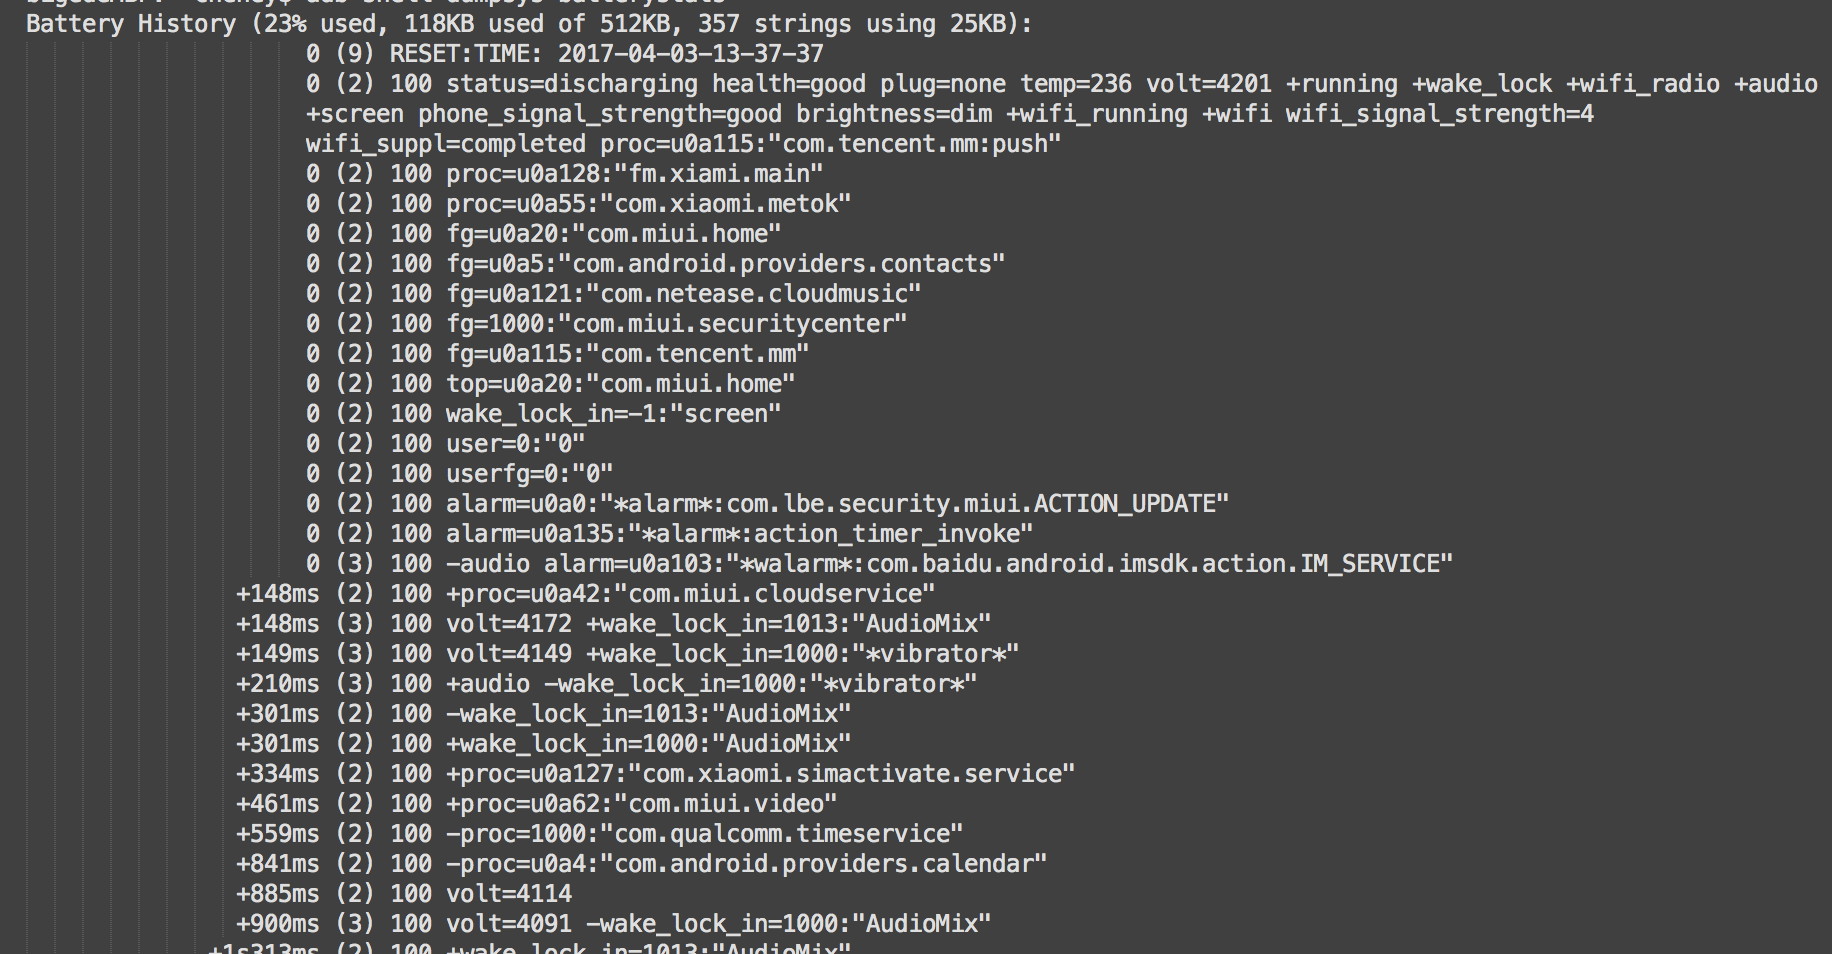 Battery History (23% used, 118KB used of 512KB, 357 strings using 25KB):
0 (9) RESET:TIME: 2017-04-03-13-37-37
0 (2) 100 status=discharging health=good plug=none temp=236 volt=4201 +running +wake_lock +wifi_radio +audio
+screen phone_signal_strength=good brightness=dim +wifi_running +wifi wifi_signal_strength=4
wifi_suppl=completed proc=u0a115:"com.tencent.mm:push"
0 (2) 100 proc=u0a128:"fm.xiami.main"
0 (2) 100 proc=u0a55:"com.xiaomi.metok"
0 (2) 100 fg=u0a20:"com.miui.home"
0 (2) 100 fg=u0a5:"com.android.providers.contacts"
0 (2) 100 fg=u0a121:"com.netease.cloudmusic"
0 (2) 100 fg=1000:"com.miui.securitycenter"
0 (2) 100 fg=u0a115:"com.tencent.mm"
0 (2) 100 top=u0a20:"com.miui.home"
0 (2) 100 wake_lock_in=-1:"screen"
0 (2) 100 user=0:"0"
0 (2) 100 userfg=0:"0"
0 (2) 100 alarm=u0a0:"*alarm*:com.lbe.security.miui.ACTION_UPDATE"
0 (2) 100 alarm=u0a135:"*alarm*:action_timer_invoke"
0 (3) 100 -audio alarm=u0a103:"*walarm*:com.baidu.android.imsdk.action.IM_SERVICE"
+148ms (2) 100 +proc=u0a42:"com.miui.cloudservice"
+148ms (3) 100 volt=4172 +wake_lock_in=1013:"AudioMix"
+149ms (3) 100 volt=4149 +wake_lock_in=1000:"*vibrator*"
+210ms (3) 100 +audio -wake_lock_in=1000:"*vibrator*"
+301ms (2) 100 -wake_lock_in=1013:"AudioMix"
+301ms (2) 100 +wake_lock_in=1000:"AudioMix"
+334ms (2) 100 +proc=u0a127:"com.xiaomi.simactivate.service"
+461ms (2) 100 +proc=u0a62:"com.miui.video"
+559ms (2) 100 -proc=1000:"com.qualcomm.timeservice"
+841ms (2) 100 -proc=u0a4:"com.android.providers.calendar"
+885ms (2) 100 volt=4114
+900ms (3) 100 volt=4091 -wake_lock_in=1000:"AudioMix"
+1s313ms (2) 100 +wake_lock_in=1013:"AudioMix"